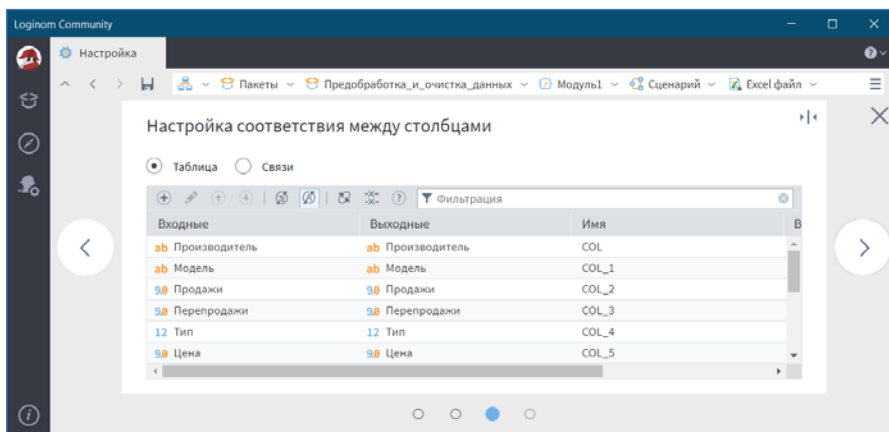 Loginom Community
Настройка
Пакеты Предобработка_и_очистка_данных Модуль1 Сценарий Excel файл
Настройка соответствия между столбцами
Таблица Связи
Фильтрация
Входные Выходные Имя В
ab Производитель ab Производитель COL
ab Модель ab Модель COL_1
9.0 Продажи 9.0 Продажи COL_2
9.0 Перепродажи 9.0 Перепродажи COL_3
12 Тип 12 Тип COL_4
9.0 Цена 9.0 Цена COL_5